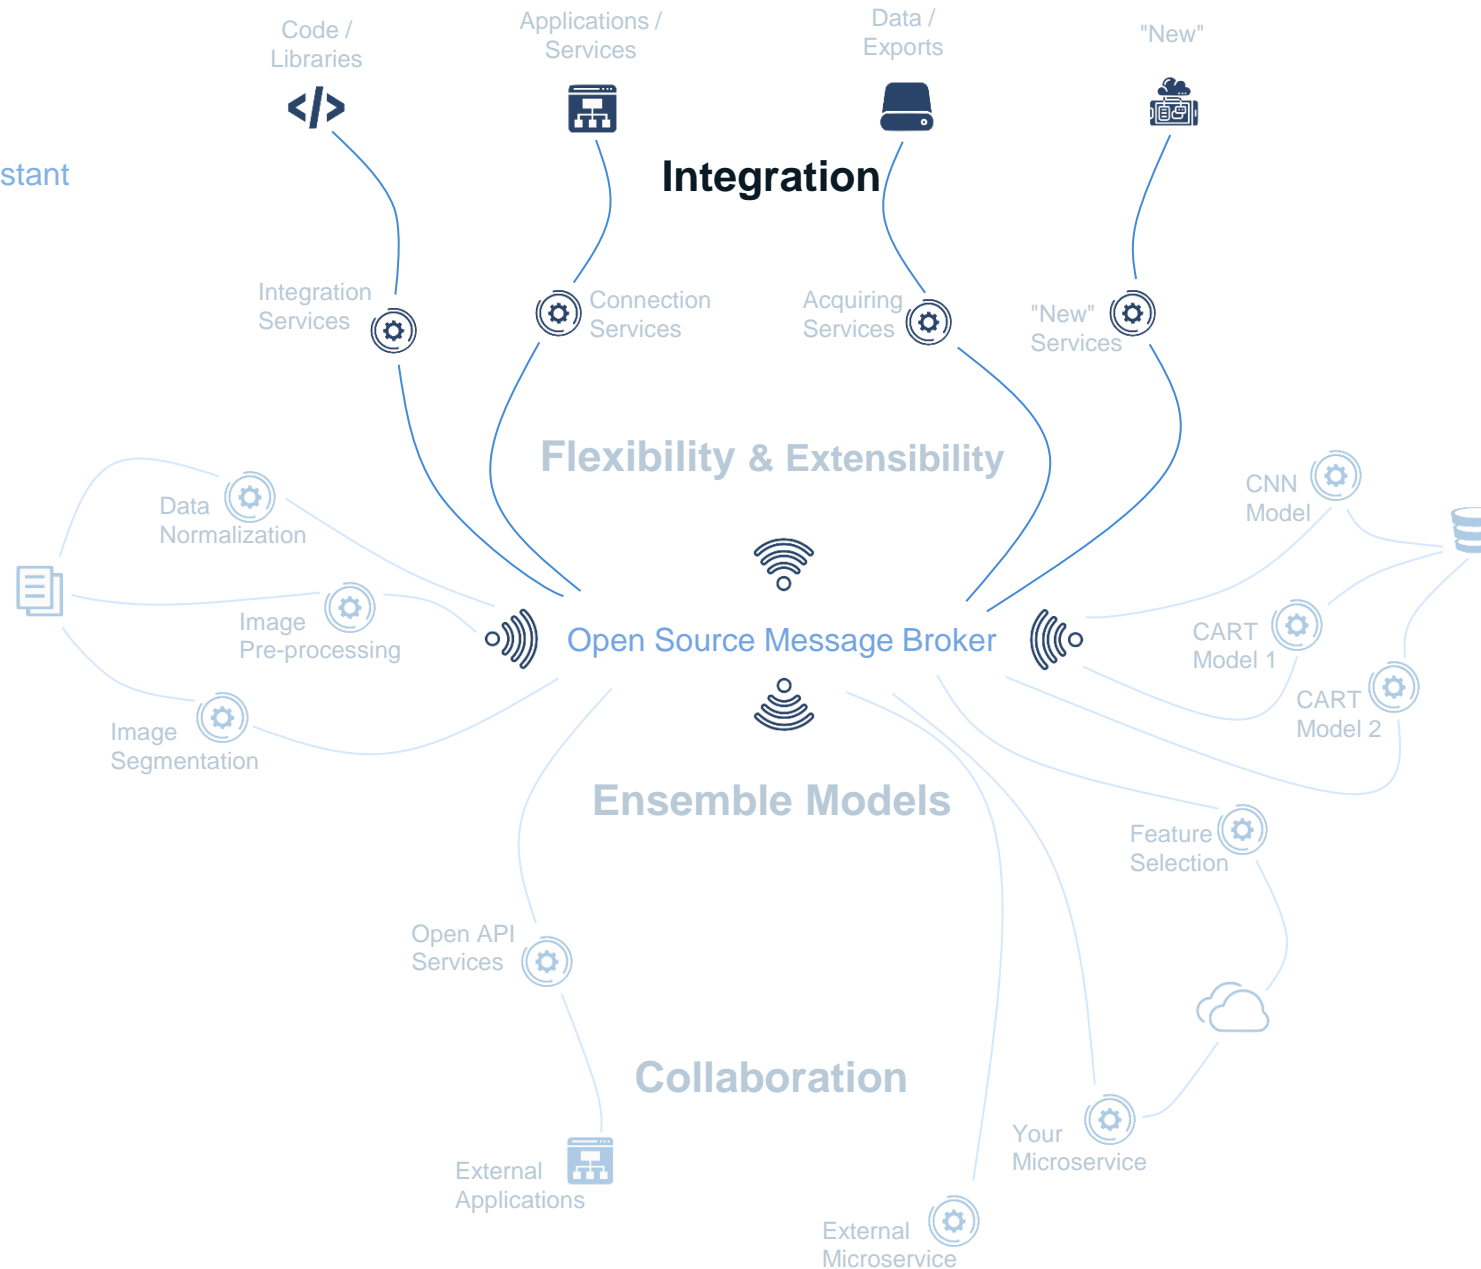 Code /
Libraries
Applications /
Services
Data /
Exports
"New"
stant
Integration
Integration
Services
Connection
Services
Acquiring
Services
"New"
Services
Flexibility & Extensibility
Data
Normalization
CNN
Model
Image
Pre-processing
Open Source Message Broker
CART
Model 1
CART
Model 2
Image
Segmentation
Ensemble Models
Feature
Selection
Open API
Services
Collaboration
Your
Microservice
External
Applications
External
Microservice